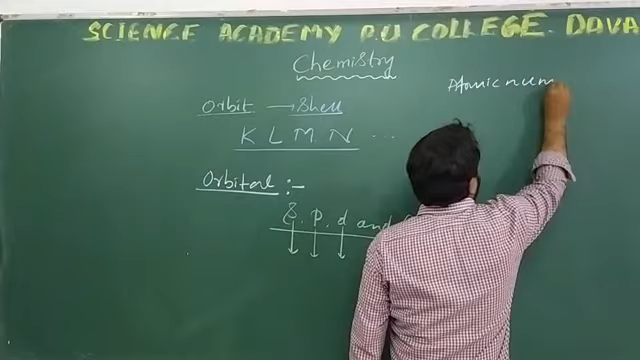 SCIENCE ACADEMY P.U COLLEGE. DAVA
Chemistry
Atomic num
Orbit → Shell
K L M N ...
Orbital :-
S. P. d and